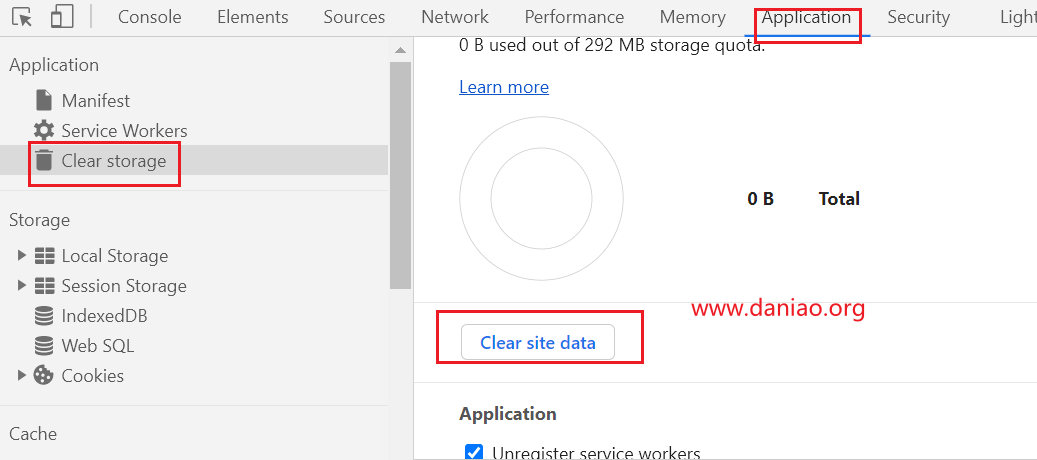 Console Elements Sources Network Performance Memory Application Security Light
Application
Manifest
Service Workers
Clear storage
Storage
Local Storage
Session Storage
IndexedDB
Web SQL
Cookies
Cache
0 B used out of 292 MB storage quota.
Learn more
0 B Total
www.daniao.org
Clear site data
Application
Unregister service workers